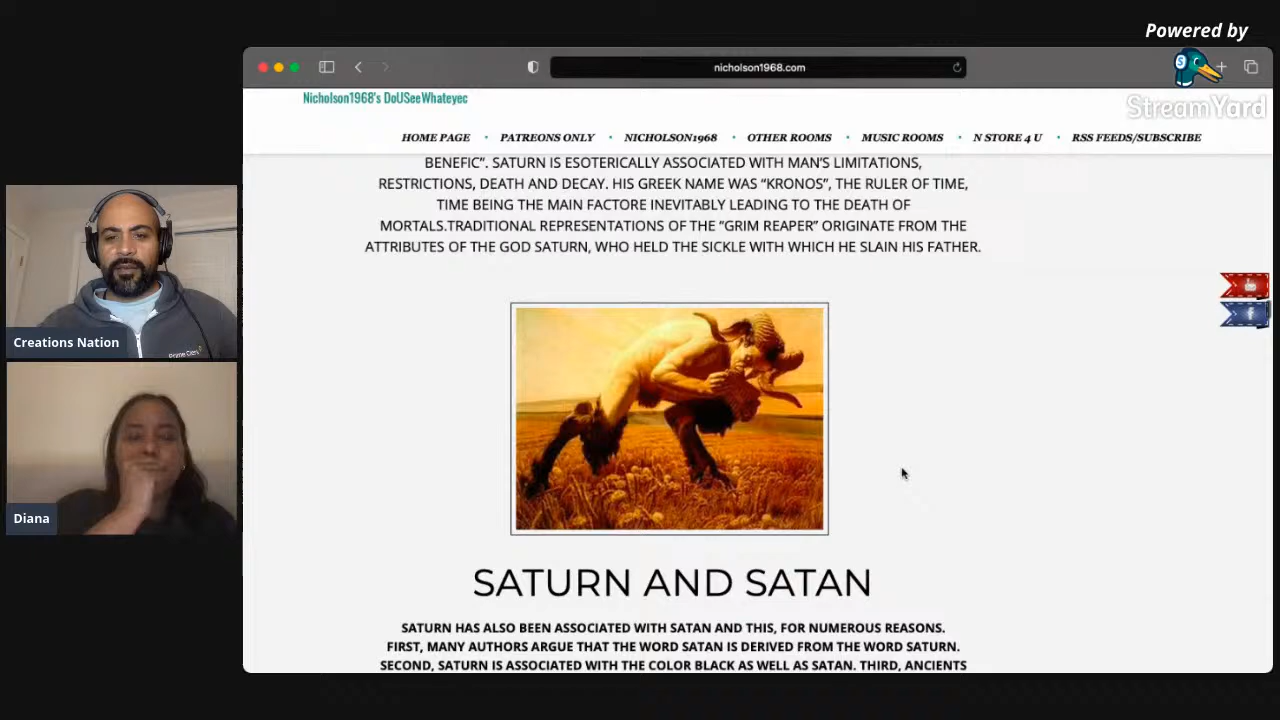 Powered by
StreamYard
nicholson1968.com
Nicholson1968's DoUSeeWhateyec
HOME PAGE • PATREONS ONLY • NICHOLSON1968 • OTHER ROOMS • MUSIC ROOMS • N STORE 4 U • RSS FEEDS/SUBSCRIBE
BENEFIC”. SATURN IS ESOTERICALLY ASSOCIATED WITH MAN’S LIMITATIONS,
RESTRICTIONS, DEATH AND DECAY. HIS GREEK NAME WAS “KRONOS”, THE RULER OF TIME,
TIME BEING THE MAIN FACTORE INEVITABLY LEADING TO THE DEATH OF
MORTALS.TRADITIONAL REPRESENTATIONS OF THE “GRIM REAPER” ORIGINATE FROM THE
ATTRIBUTES OF THE GOD SATURN, WHO HELD THE SICKLE WITH WHICH HE SLAIN HIS FATHER.
SATURN AND SATAN
SATURN HAS ALSO BEEN ASSOCIATED WITH SATAN AND THIS, FOR NUMEROUS REASONS.
FIRST, MANY AUTHORS ARGUE THAT THE WORD SATAN IS DERIVED FROM THE WORD SATURN.
SECOND, SATURN IS ASSOCIATED WITH THE COLOR BLACK AS WELL AS SATAN. THIRD, ANCIENTS
Creations Nation
Diana